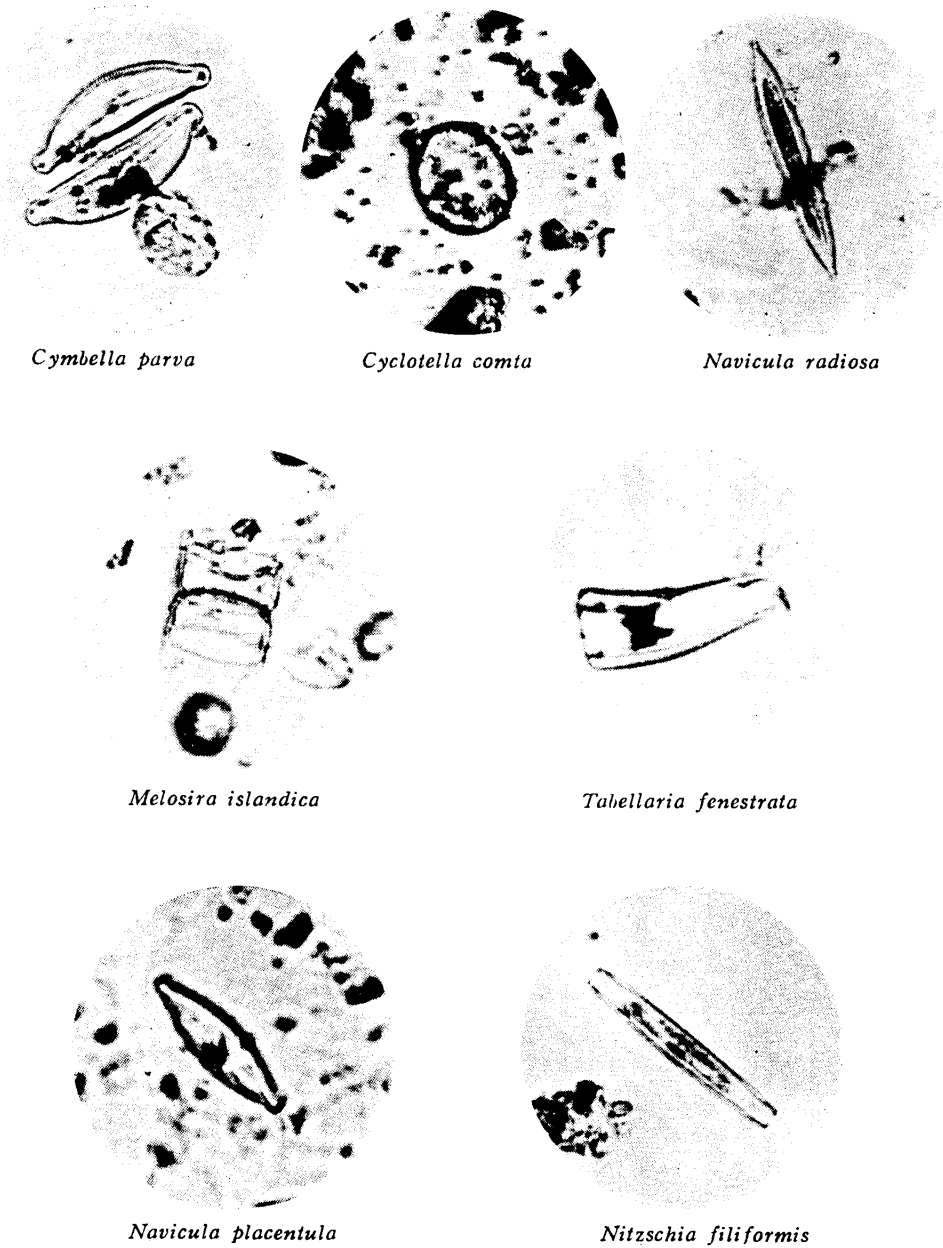 Cymbella parva
Cyclotella comta
Navicula radiosa
Melosira islandica
Tabellaria fenestrata
Navicula placentula
Nitzschia filiformis